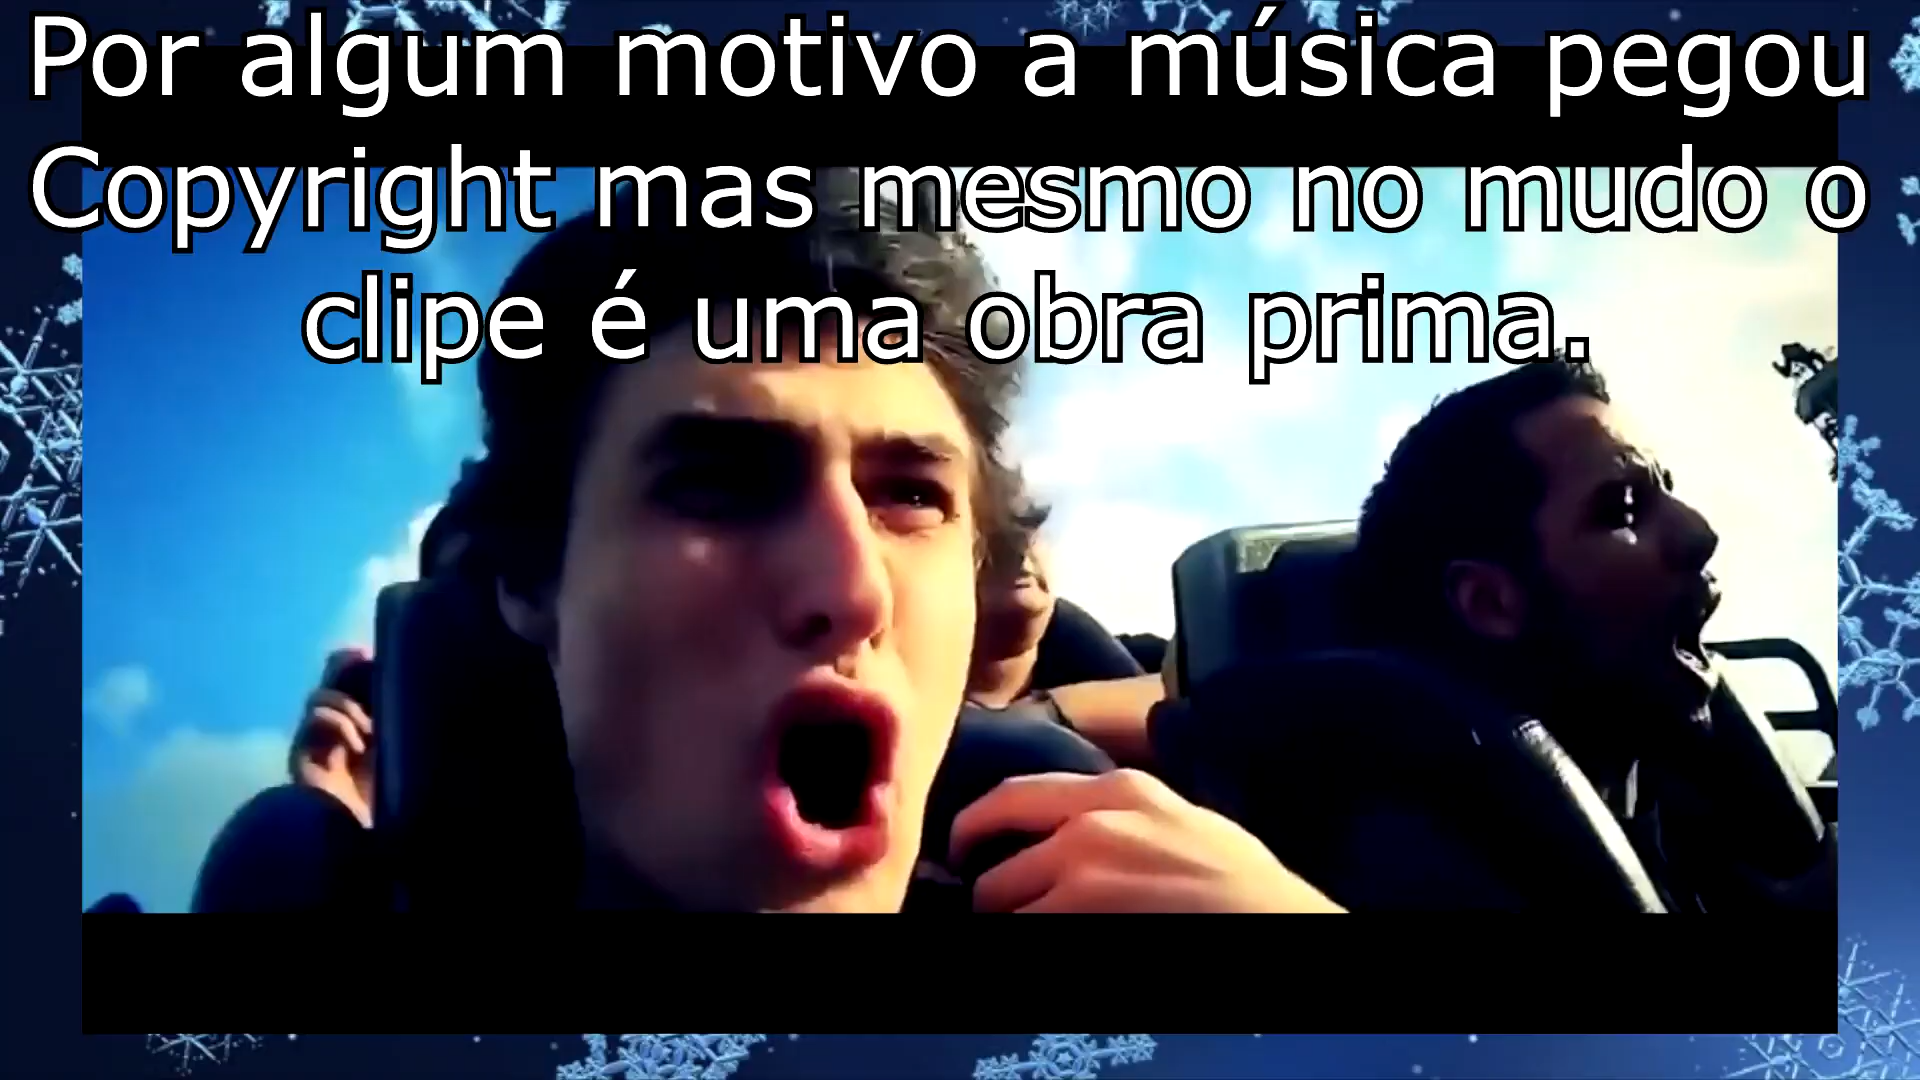 Por algum motivo a música pegou
Copyright mas mesmo no mudo o
clipe é uma obra prima.